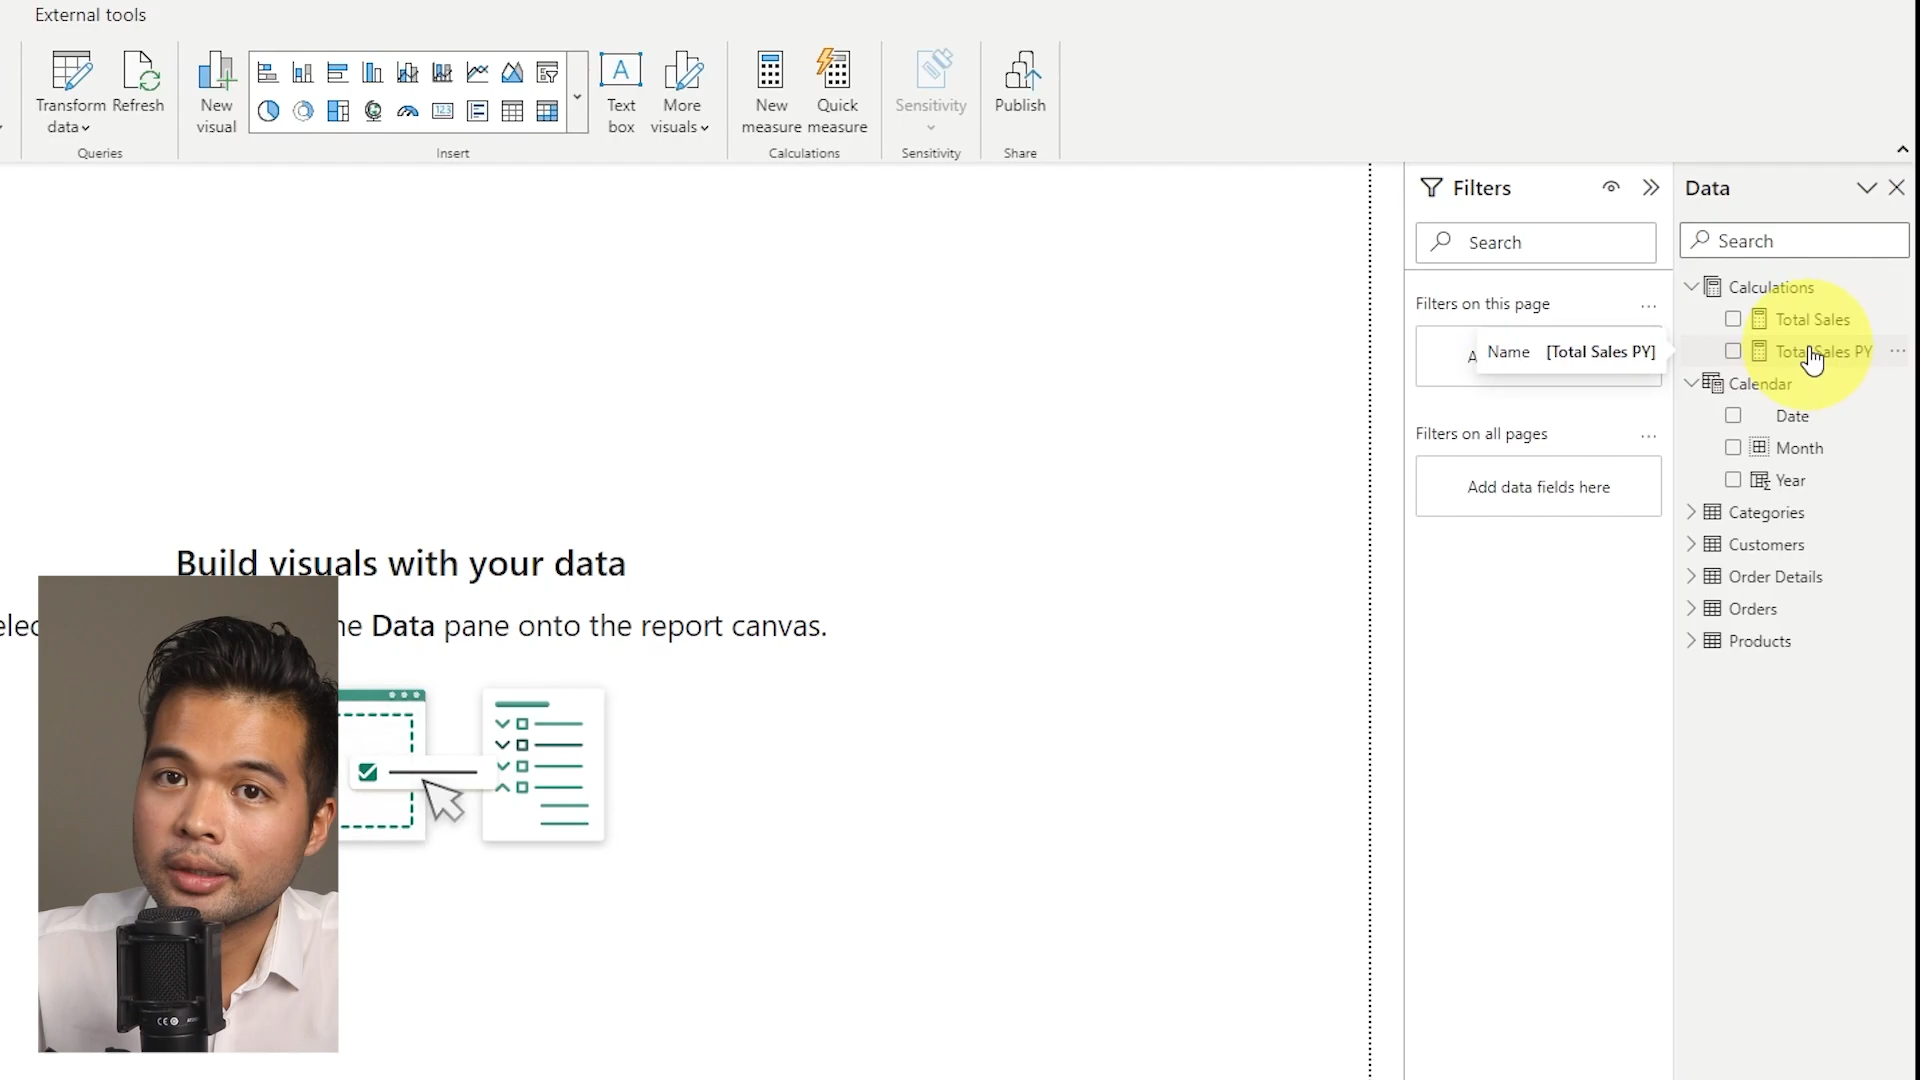 External tools
Transform data
Refresh
New visual
Text box
More visuals
New measure
Quick measure
Sensitivity
Publish
Queries
Insert
Calculations
Sensitivity
Share
Filters
Search
Filters on this page
...
Name [Total Sales PY]
Filters on all pages
...
Add data fields here
Data
Search
Calculations
Total Sales
Total Sales PY
...
Calendar
Date
Month
Year
Categories
Customers
Order Details
Orders
Products
Build visuals with your data
Data pane onto the report canvas.
123
A
CE